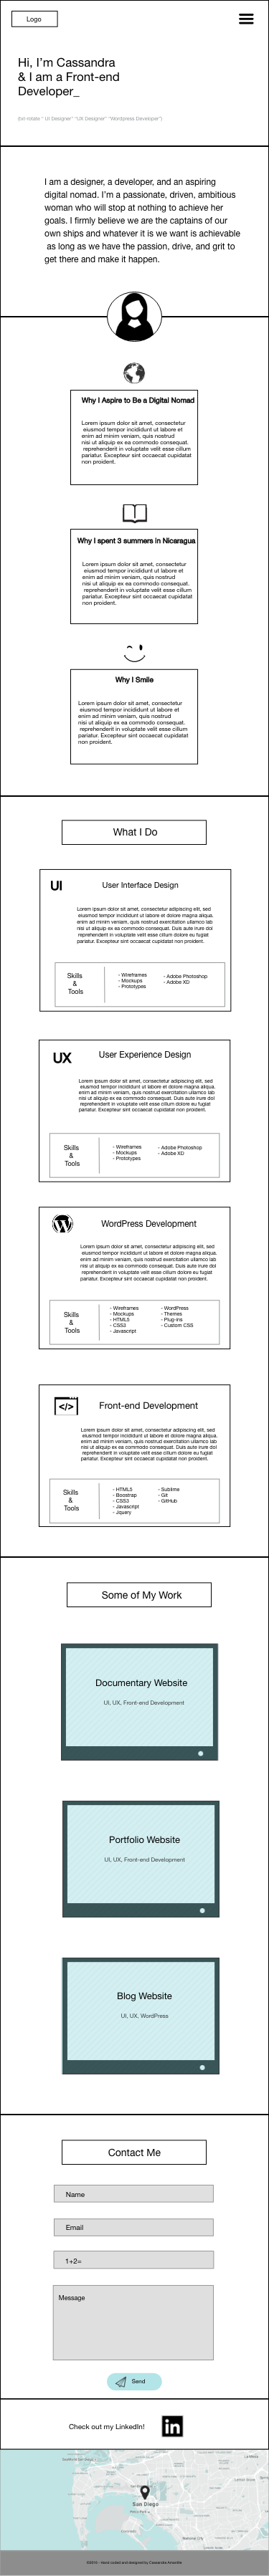 Logo
Hi, I'm Cassandra
& I am a Front-end
Developer_
(txt-rotate " UI Designer" "UX Designer" "Wordpress Developer")
I am a designer, a developer, and an aspiring
digital nomad. I'm a passionate, driven, ambitious
woman who will stop at nothing to achieve her
goals. I firmly believe we are the captains of our
own ships and whatever it is we want is achievable
as long as we have the passion, drive, and grit to
get there and make it happen.
Why I Aspire to Be a Digital Nomad
Lorem ipsum dolor sit amet, consectetur
eiusmod tempor incididunt ut labore et
enim ad minim veniam, quis nostrud
nisi ut aliquip ex ea commodo consequat.
reprehenderit in voluptate velit esse cillum
pariatur. Excepteur sint occaecat cupidatat
non proident.
Why I spent 3 summers in Nicaragua
Lorem ipsum dolor sit amet, consectetur
eiusmod tempor incididunt ut labore et
enim ad minim veniam, quis nostrud
nisi ut aliquip ex ea commodo consequat.
reprehenderit in voluptate velit esse cillum
pariatur. Excepteur sint occaecat cupidatat
non proident.
Why I Smile
Lorem ipsum dolor sit amet, consectetur
eiusmod tempor incididunt ut labore et
enim ad minim veniam, quis nostrud
nisi ut aliquip ex ea commodo consequat.
reprehenderit in voluptate velit esse cillum
pariatur. Excepteur sint occaecat cupidatat
non proident.
What I Do
UI User Interface Design
Lorem ipsum dolor sit amet, consectetur adipiscing elit, sed
eiusmod tempor incididunt ut labore et dolore magna aliqua.
enim ad minim veniam, quis nostrud exercitation ullamco laboris
nisi ut aliquip ex ea commodo consequat. Duis aute irure dol
reprehenderit in voluptate velit esse cillum dolore eu fugiat
pariatur. Excepteur sint occaecat cupidatat non proident.
Skills
&
Tools
- Wireframes
- Mockups
- Prototypes
- Adobe Photoshop
- Adobe XD
UX User Experience Design
Lorem ipsum dolor sit amet, consectetur adipiscing elit, sed
eiusmod tempor incididunt ut labore et dolore magna aliqua.
enim ad minim veniam, quis nostrud exercitation ullamco laboris
nisi ut aliquip ex ea commodo consequat. Duis aute irure dol
reprehenderit in voluptate velit esse cillum dolore eu fugiat
pariatur. Excepteur sint occaecat cupidatat non proident.
Skills
&
Tools
- Wireframes
- Mockups
- Prototypes
- Adobe Photoshop
- Adobe XD
WordPress Development
Lorem ipsum dolor sit amet, consectetur adipiscing elit, sed
eiusmod tempor incididunt ut labore et dolore magna aliqua.
enim ad minim veniam, quis nostrud exercitation ullamco laboris
nisi ut aliquip ex ea commodo consequat. Duis aute irure dol
reprehenderit in voluptate velit esse cillum dolore eu fugiat
pariatur. Excepteur sint occaecat cupidatat non proident.
Skills
&
Tools
- Wireframes
- Mockups
- HTML5
- CSS3
- Javascript
- WordPress
- Themes
- Plug-ins
- Custom CSS
</> Front-end Development
Lorem ipsum dolor sit amet, consectetur adipiscing elit, sed
eiusmod tempor incididunt ut labore et dolore magna aliqua.
enim ad minim veniam, quis nostrud exercitation ullamco laboris
nisi ut aliquip ex ea commodo consequat. Duis aute irure dol
reprehenderit in voluptate velit esse cillum dolore eu fugiat
pariatur. Excepteur sint occaecat cupidatat non proident.
Skills
&
Tools
- HTML5
- Boostrap
- CSS3
- Javascript
- Jquery
- Sublime
- Git
- GitHub
Some of My Work
Documentary Website
UI, UX, Front-end Development
Portfolio Website
UI, UX, Front-end Development
Blog Website
UI, UX, WordPress
Contact Me
Name
Email
1+2=
Message
Send
Check out my LinkedIn!
in
San Diego